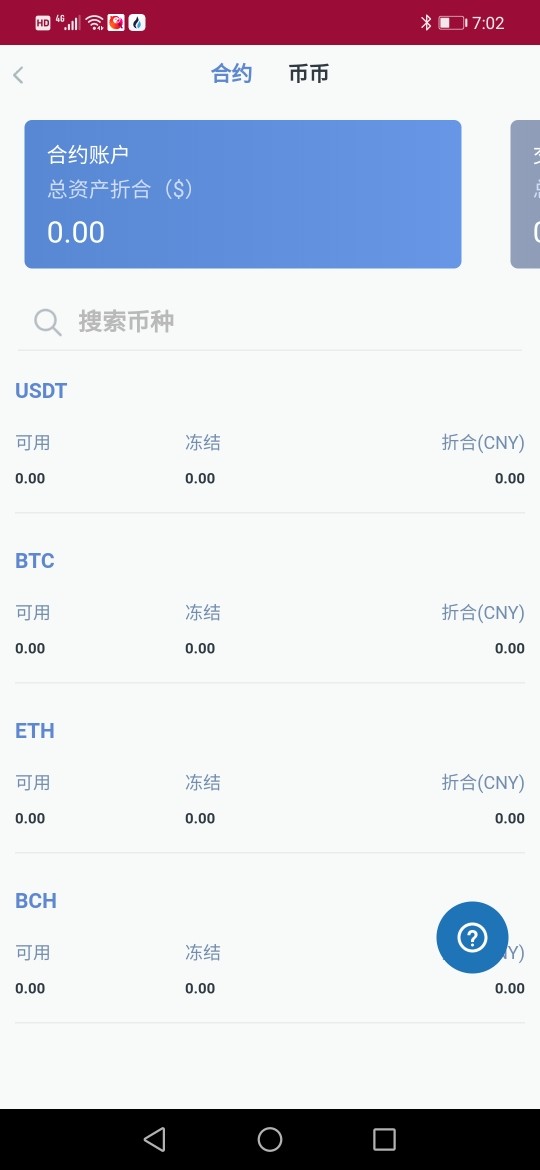 HD 4G 7:02
合约 币币
合约账户
总资产折合（$）
0.00
搜索币种
USDT
可用 冻结 折合(CNY)
0.00 0.00 0.00
BTC
可用 冻结 折合(CNY)
0.00 0.00 0.00
ETH
可用 冻结 折合(CNY)
0.00 0.00 0.00
BCH
可用 冻结
0.00 0.00 0.00